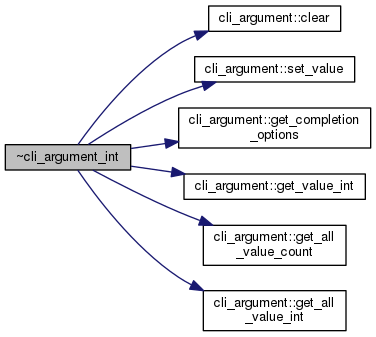 cli_argument::clear
cli_argument::set_value
~cli_argument_int
cli_argument::get_completion
_options
cli_argument::get_value_int
cli_argument::get_all
_value_count
cli_argument::get_all
_value_int